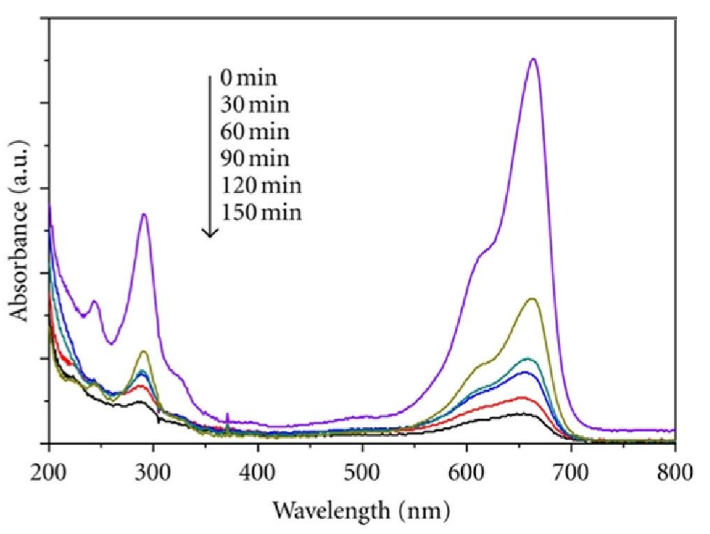 0 min
30 min
60 min
90 min
120 min
150 min
Absorbance (a.u.)
200 300 400 500 600 700 800
Wavelength (nm)